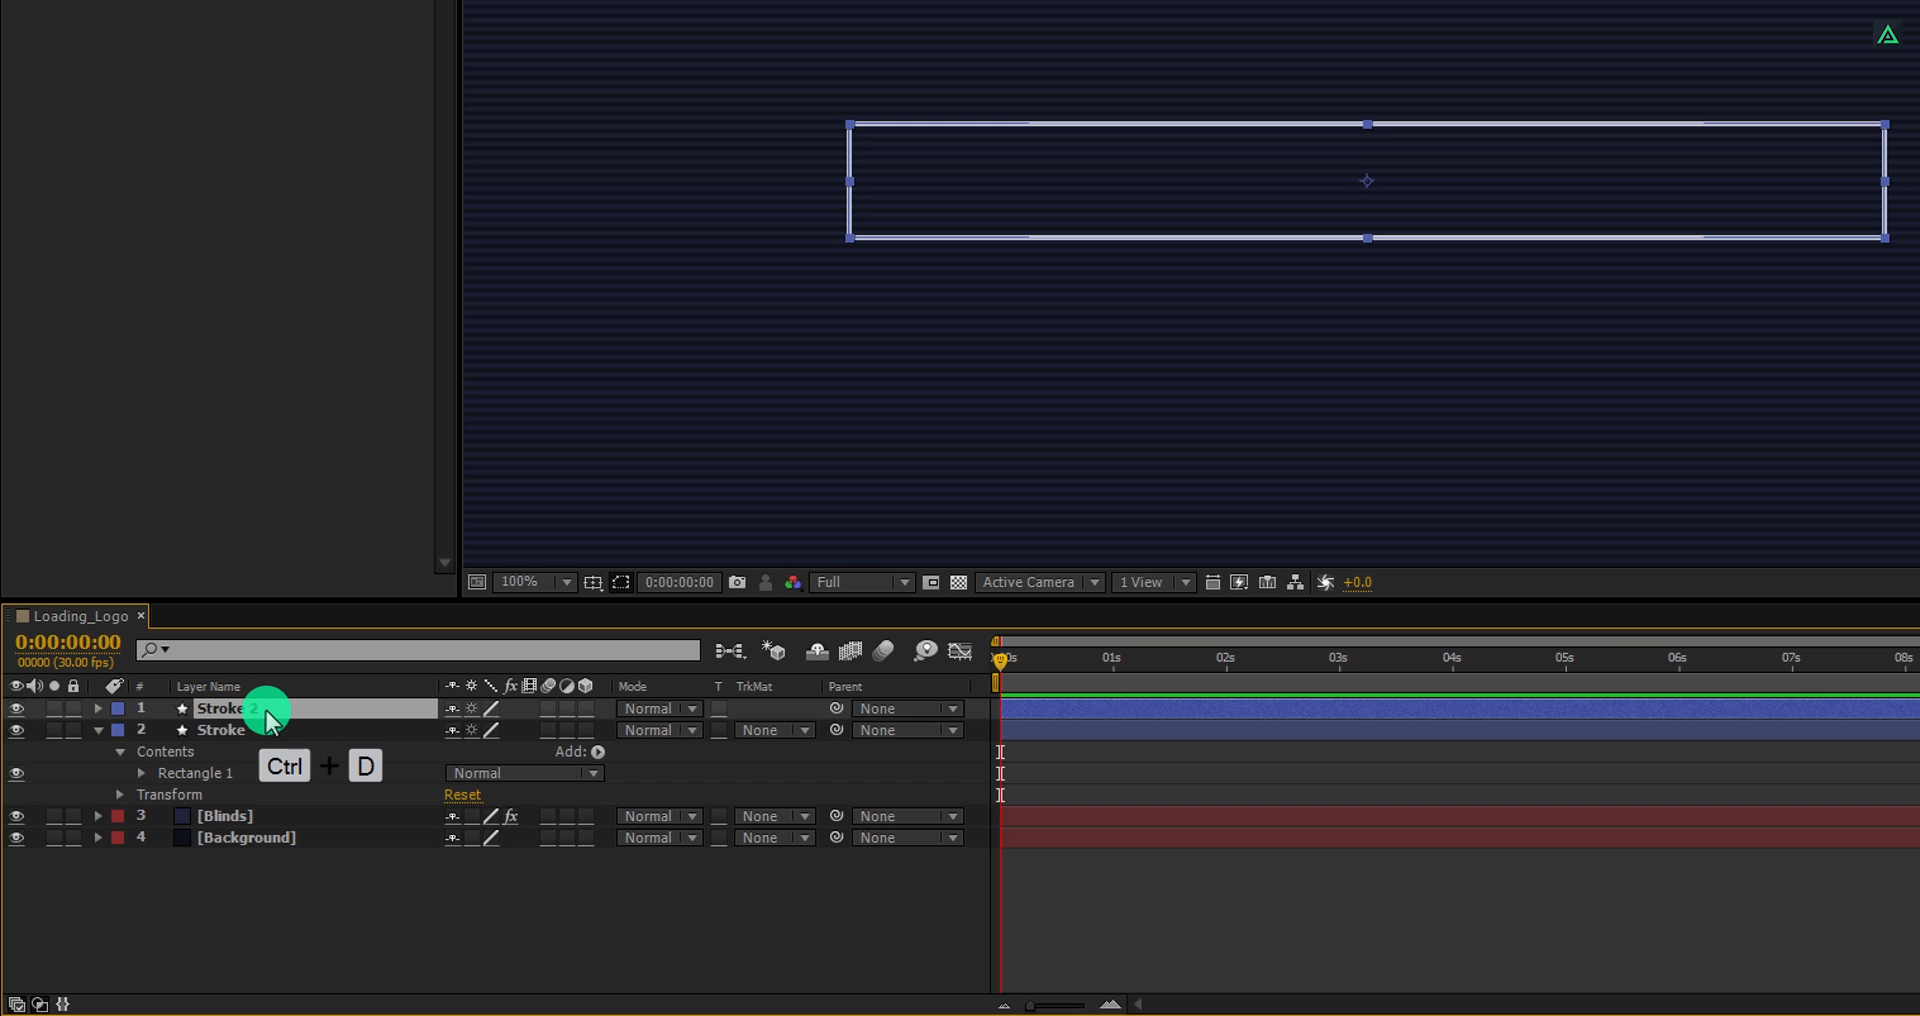 100% 0:00:00:00 Full Active Camera 1 View +0.0
Loading_Logo ×
0:00:00:00
00000 (30.00 fps)
01s 02s 03s 04s 05s 06s 07s 08s
# Layer Name fx Mode T TrkMat Parent
1 Stroke 2 Normal None
2 Stroke Normal None None
Contents Add:
Rectangle 1 Normal
Ctrl + D
Transform Reset
3 [Blinds] fx Normal None None
4 [Background] Normal None None